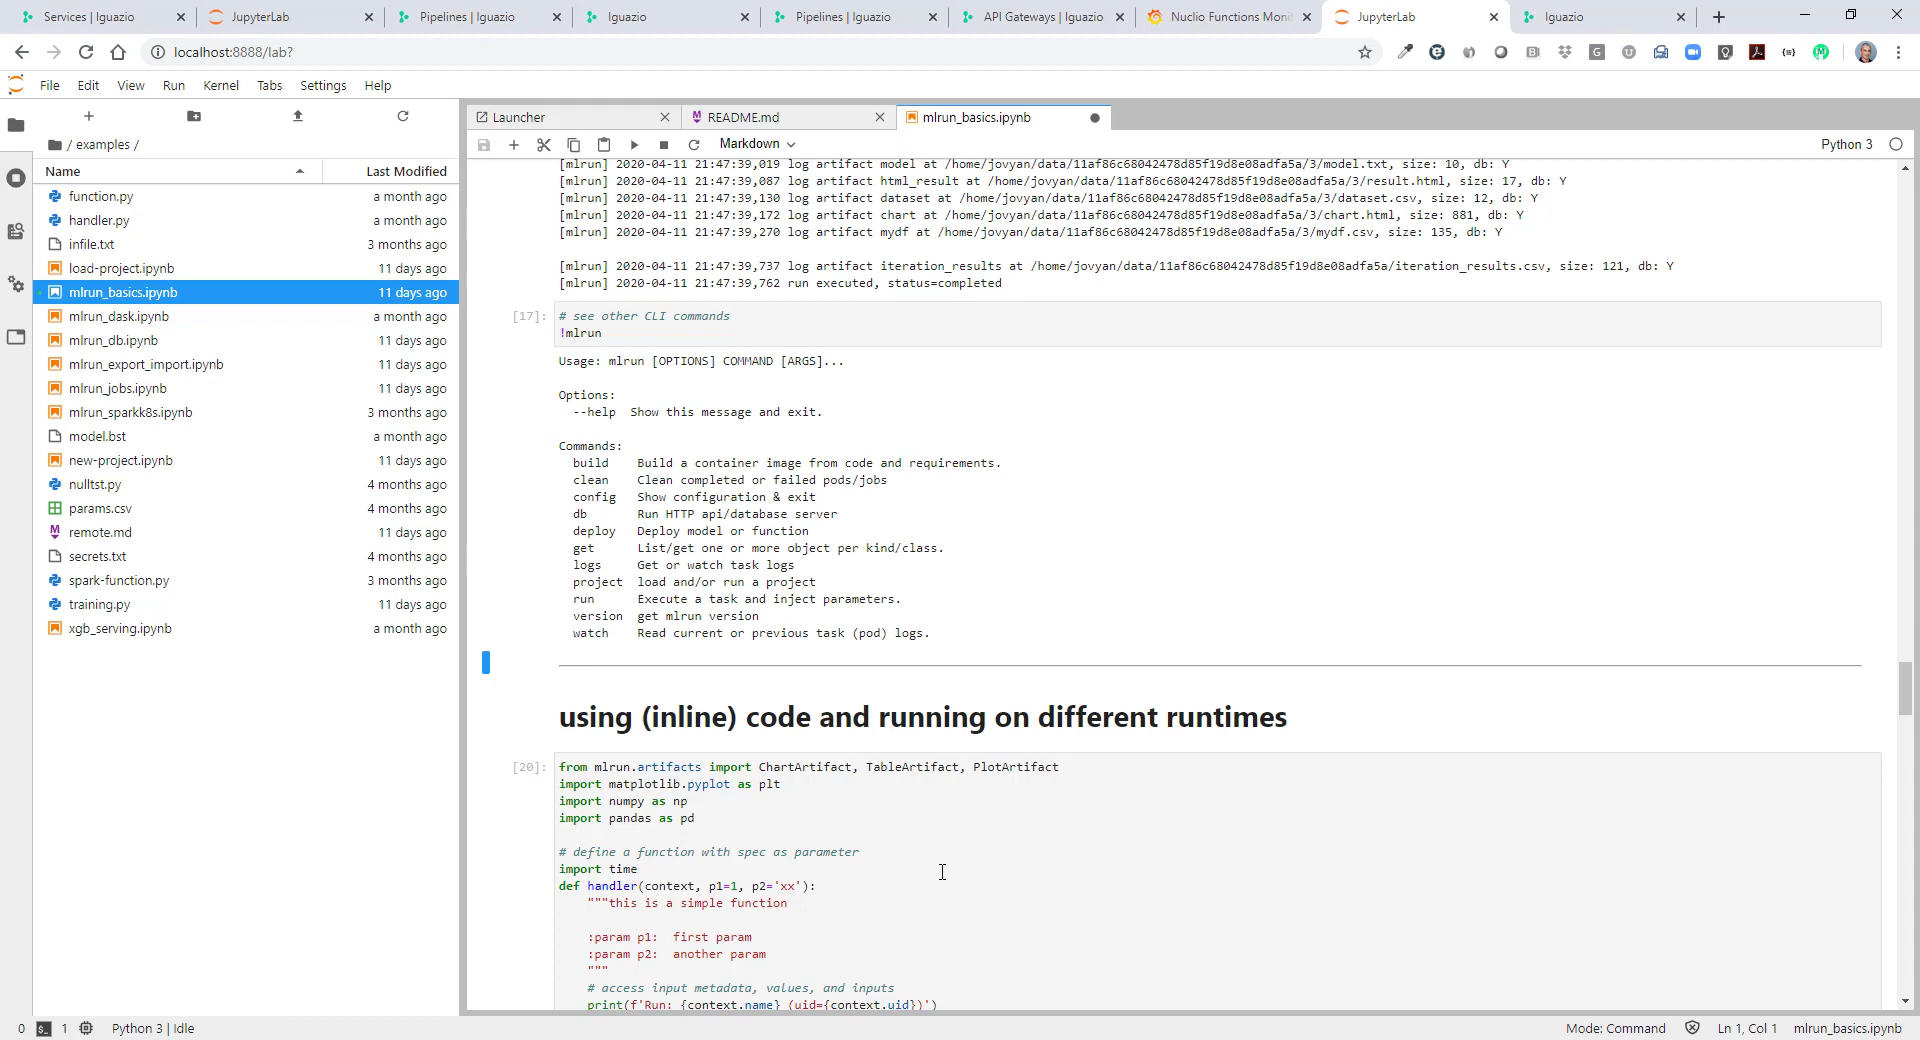 Services | Iguazio
JupyterLab
Pipelines | Iguazio
Iguazio
Pipelines | Iguazio
API Gateways | Iguazio
Nuclio Functions Moni
JupyterLab
Iguazio
localhost:8888/lab?
File Edit View Run Kernel Tabs Settings Help
/ examples /
Name Last Modified
function.py a month ago
handler.py a month ago
infile.txt 3 months ago
load-project.ipynb 11 days ago
mlrun_basics.ipynb 11 days ago
mlrun_dask.ipynb a month ago
mlrun_db.ipynb 11 days ago
mlrun_export_import.ipynb 11 days ago
mlrun_jobs.ipynb 11 days ago
mlrun_sparkk8s.ipynb 3 months ago
model.bst a month ago
new-project.ipynb 11 days ago
nulltst.py 4 months ago
params.csv 4 months ago
remote.md 11 days ago
secrets.txt 4 months ago
spark-function.py 3 months ago
training.py 11 days ago
xgb_serving.ipynb a month ago
Launcher
README.md
mlrun_basics.ipynb
Markdown
Python 3
[mlrun] 2020-04-11 21:47:39,019 log artifact model at /home/jovyan/data/11af86c68042478d85f19d8e08adfa5a/3/model.txt, size: 10, db: Y
[mlrun] 2020-04-11 21:47:39,087 log artifact html_result at /home/jovyan/data/11af86c68042478d85f19d8e08adfa5a/3/result.html, size: 17, db: Y
[mlrun] 2020-04-11 21:47:39,130 log artifact dataset at /home/jovyan/data/11af86c68042478d85f19d8e08adfa5a/3/dataset.csv, size: 12, db: Y
[mlrun] 2020-04-11 21:47:39,172 log artifact chart at /home/jovyan/data/11af86c68042478d85f19d8e08adfa5a/3/chart.html, size: 881, db: Y
[mlrun] 2020-04-11 21:47:39,270 log artifact mydf at /home/jovyan/data/11af86c68042478d85f19d8e08adfa5a/3/mydf.csv, size: 135, db: Y
[mlrun] 2020-04-11 21:47:39,737 log artifact iteration_results at /home/jovyan/data/11af86c68042478d85f19d8e08adfa5a/iteration_results.csv, size: 121, db: Y
[mlrun] 2020-04-11 21:47:39,762 run executed, status=completed
[17]: # see other CLI commands
!mlrun
Usage: mlrun [OPTIONS] COMMAND [ARGS]...
Options:
--help Show this message and exit.
Commands:
build Build a container image from code and requirements.
clean Clean completed or failed pods/jobs
config Show configuration & exit
db Run HTTP api/database server
deploy Deploy model or function
get List/get one or more object per kind/class.
logs Get or watch task logs
project load and/or run a project
run Execute a task and inject parameters.
version get mlrun version
watch Read current or previous task (pod) logs.
using (inline) code and running on different runtimes
[20]: from mlrun.artifacts import ChartArtifact, TableArtifact, PlotArtifact
import matplotlib.pyplot as plt
import numpy as np
import pandas as pd
# define a function with spec as parameter
import time
def handler(context, p1=1, p2='xx'):
"""this is a simple function
:param p1: first param
:param p2: another param
"""
# access input metadata, values, and inputs
print(f'Run: {context.name} (uid={context.uid})')
0 1 Python 3 | Idle
Mode: Command Ln 1, Col 1 mlrun_basics.ipynb